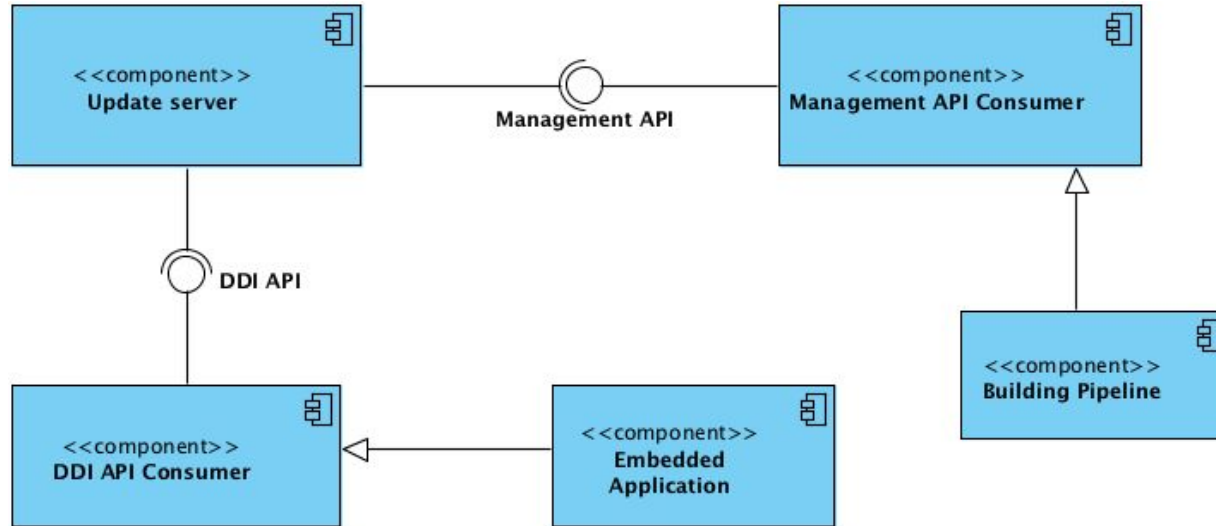 <<component>>
Update server
<<component>>
Management API Consumer
Management API
DDI API
<<component>>
Building Pipeline
<<component>>
DDI API Consumer
<<component>>
Embedded
Application